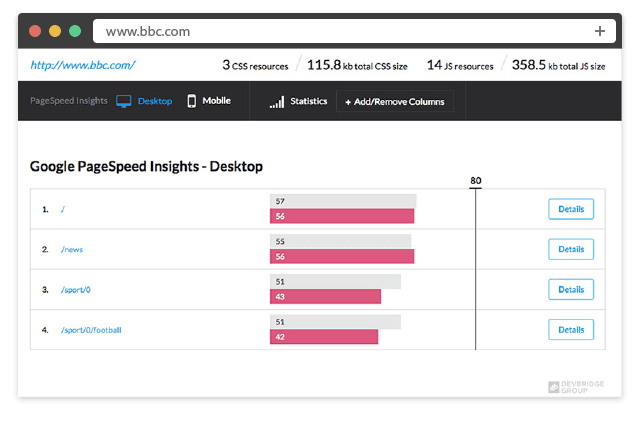 www.bbc.com +
http://www.bbc.com/ 3 CSS resources 115.8 kb total CSS size 14 JS resources 358.5 kb total JS size
PageSpeed Insights Desktop Mobile Statistics + Add/Remove Columns
Google PageSpeed Insights - Desktop
80
57
1. / 56 Details
55
2. /news 56 Details
51
3. /sport/0 43 Details
51
4. /sport/0/football 42 Details
DEVBRIDGE
GROUP